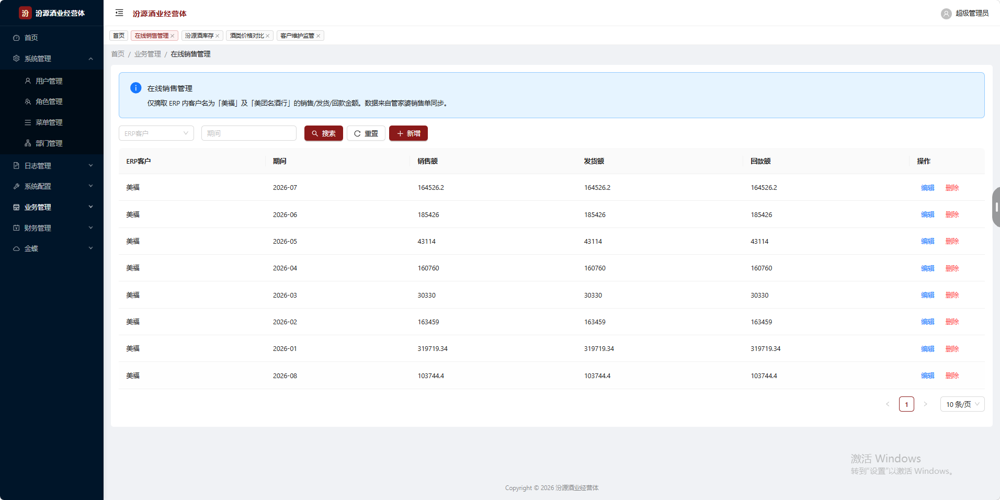 汾 汾源酒业经营体
汾源酒业经营体
超级管理员
首页
系统管理
用户管理
角色管理
菜单管理
部门管理
日志管理
系统配置
业务管理
财务管理
金蝶
首页 在线销售管理 汾源酒库存 酒类价格对比 客户维护监管
首页 / 业务管理 / 在线销售管理
在线销售管理
仅摘取 ERP 内客户名为「美福」及「美团名酒行」的销售/发货/回款金额。数据来自管家婆销售单同步。
ERP客户 期间 搜索 重置 新增
ERP客户 期间 销售额 发货额 回款额 操作
美福 2026-07 164526.2 164526.2 164526.2 编辑 删除
美福 2026-06 185426 185426 185426 编辑 删除
美福 2026-05 43114 43114 43114 编辑 删除
美福 2026-04 160760 160760 160760 编辑 删除
美福 2026-03 30330 30330 30330 编辑 删除
美福 2026-02 163459 163459 163459 编辑 删除
美福 2026-01 319719.34 319719.34 319719.34 编辑 删除
美福 2026-08 103744.4 103744.4 103744.4 编辑 删除
1 10 条/页
激活 Windows
转到“设置”以激活 Windows。
Copyright © 2026 汾源酒业经营体